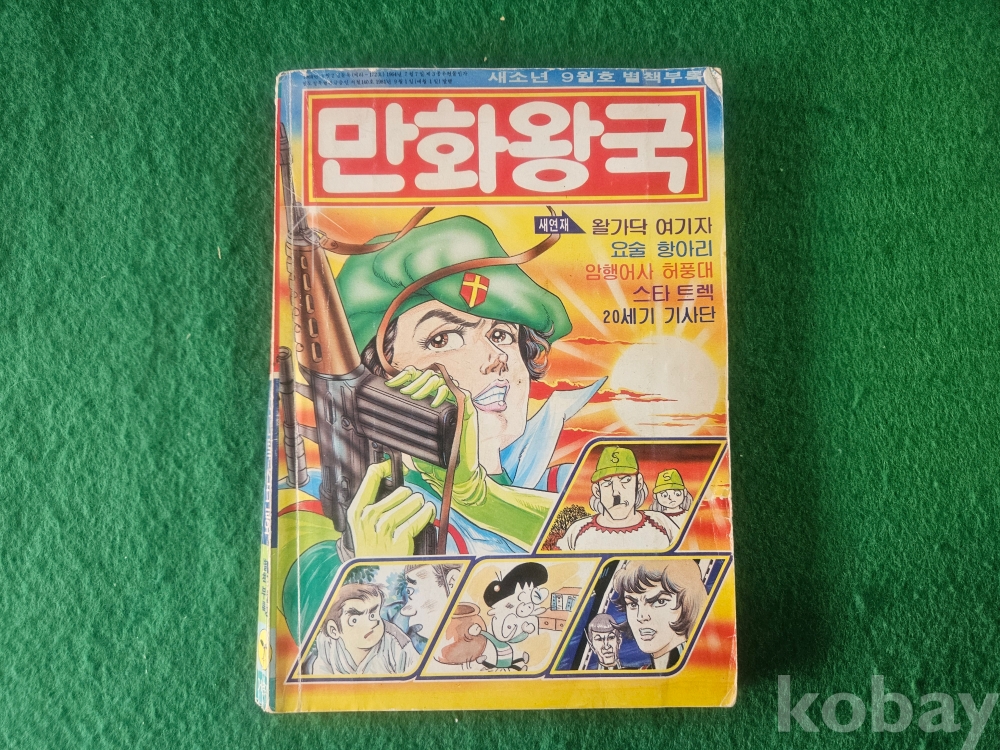 새소년 9월호 별책부록
만화왕국
새연재
왈가닥 여기자
요술 항아리
암행어사 허풍대
스타 트렉
20세기 기사단
S
S
kobay